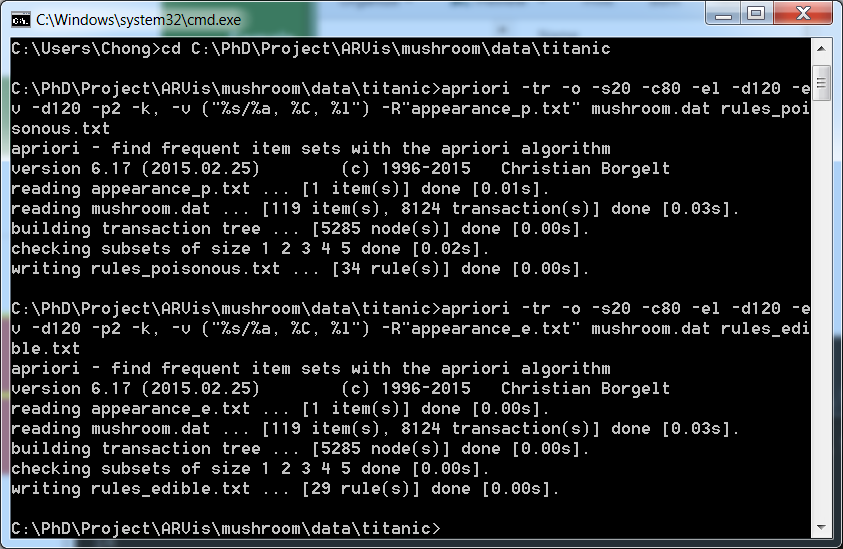 C:\Windows\system32\cmd.exe
C:\Users\Chong>cd C:\PhD\Project\ARVis\mushroom\data\titanic
C:\PhD\Project\ARVis\mushroom\data\titanic>apriori -tr -o -s20 -c80 -el -d120 -e
v -d120 -p2 -k, -v ("%s/%a, %C, %l") -R"appearance_p.txt" mushroom.dat rules_poi
sonous.txt
apriori - find frequent item sets with the apriori algorithm
version 6.17 (2015.02.25)        (c) 1996-2015   Christian Borgelt
reading appearance_p.txt ... [1 item(s)] done [0.01s].
reading mushroom.dat ... [119 item(s), 8124 transaction(s)] done [0.03s].
building transaction tree ... [5285 node(s)] done [0.00s].
checking subsets of size 1 2 3 4 5 done [0.02s].
writing rules_poisonous.txt ... [34 rule(s)] done [0.00s].
C:\PhD\Project\ARVis\mushroom\data\titanic>apriori -tr -o -s20 -c80 -el -d120 -e
v -d120 -p2 -k, -v ("%s/%a, %C, %l") -R"appearance_e.txt" mushroom.dat rules_edi
ble.txt
apriori - find frequent item sets with the apriori algorithm
version 6.17 (2015.02.25)        (c) 1996-2015   Christian Borgelt
reading appearance_e.txt ... [1 item(s)] done [0.00s].
reading mushroom.dat ... [119 item(s), 8124 transaction(s)] done [0.03s].
building transaction tree ... [5285 node(s)] done [0.00s].
checking subsets of size 1 2 3 4 5 done [0.00s].
writing rules_edible.txt ... [29 rule(s)] done [0.00s].
C:\PhD\Project\ARVis\mushroom\data\titanic>